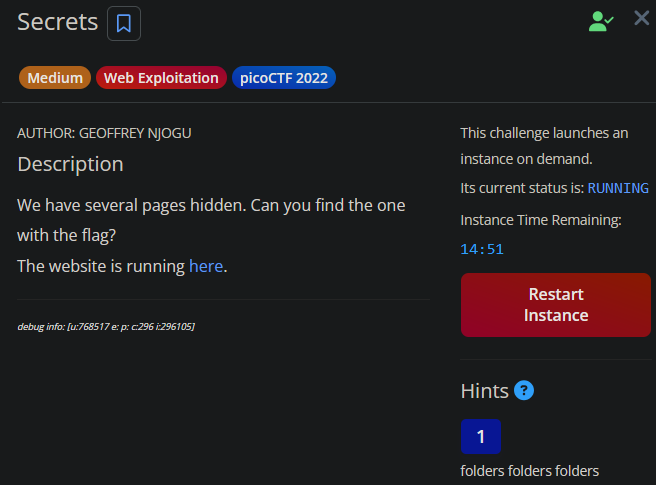 Secrets
Medium Web Exploitation picoCTF 2022
AUTHOR: GEOFFREY NJOGU
Description
We have several pages hidden. Can you find the one
with the flag?
The website is running here.
debug info: [u:768517 e: p: c:296 i:296105]
This challenge launches an
instance on demand.
Its current status is: RUNNING
Instance Time Remaining:
14:51
Restart
Instance
Hints ?
1
folders folders folders